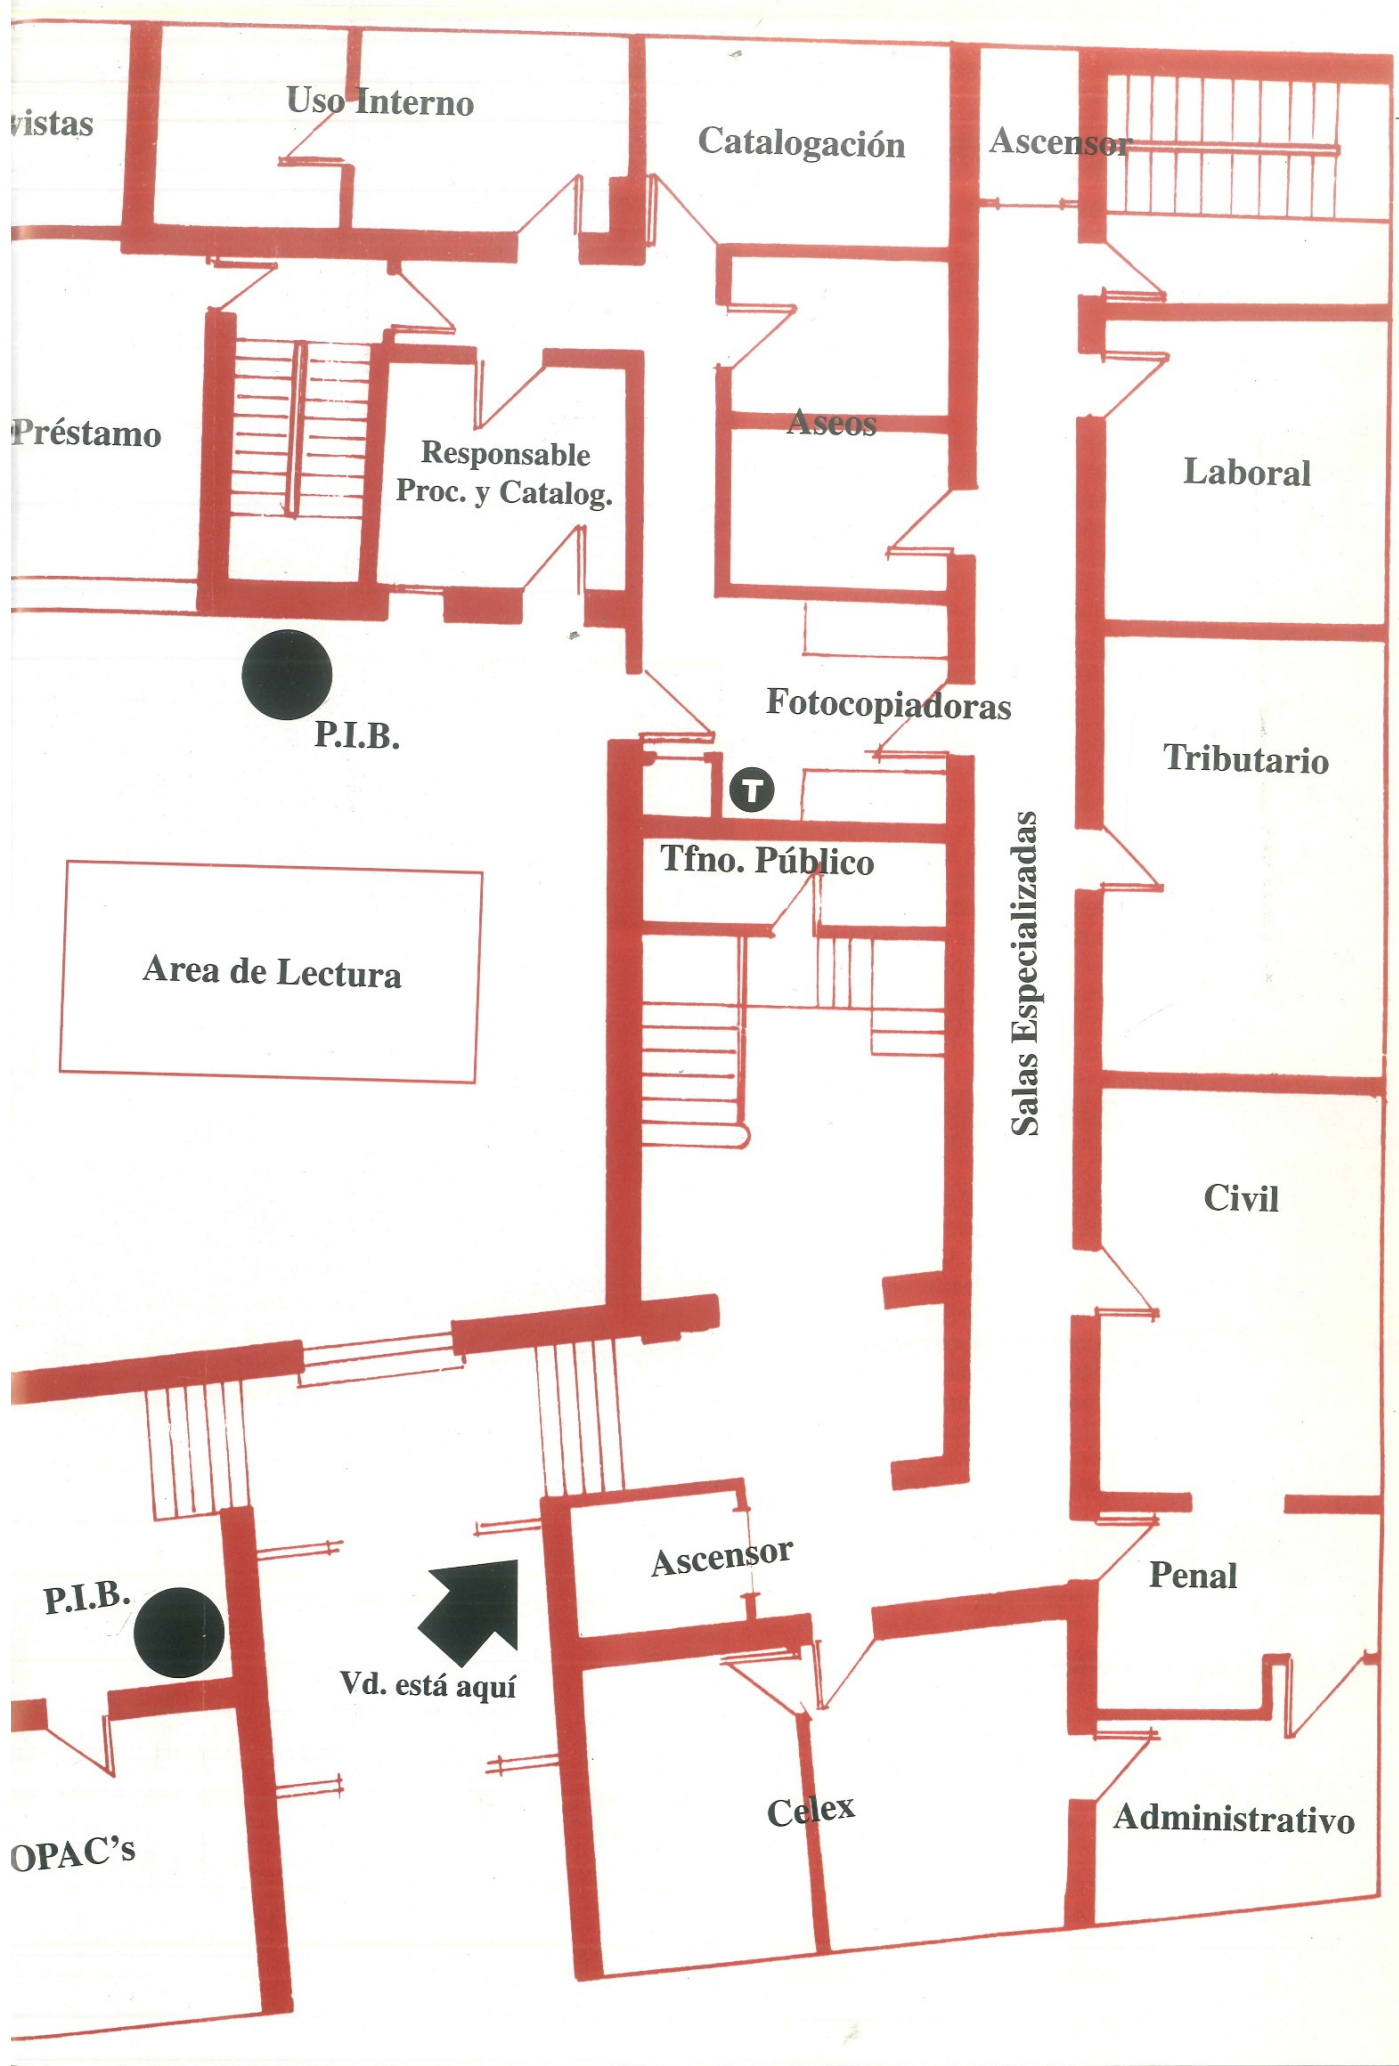 vistas
Uso Interno
Catalogación
Ascensor
Préstamo
Responsable
Proc. y Catalog.
Aseos
Laboral
P.I.B.
Fotocopiadoras
Tributario
T
Tfno. Público
Salas Especializadas
Area de Lectura
Civil
P.I.B.
Ascensor
Penal
Vd. está aquí
OPAC's
Celex
Administrativo